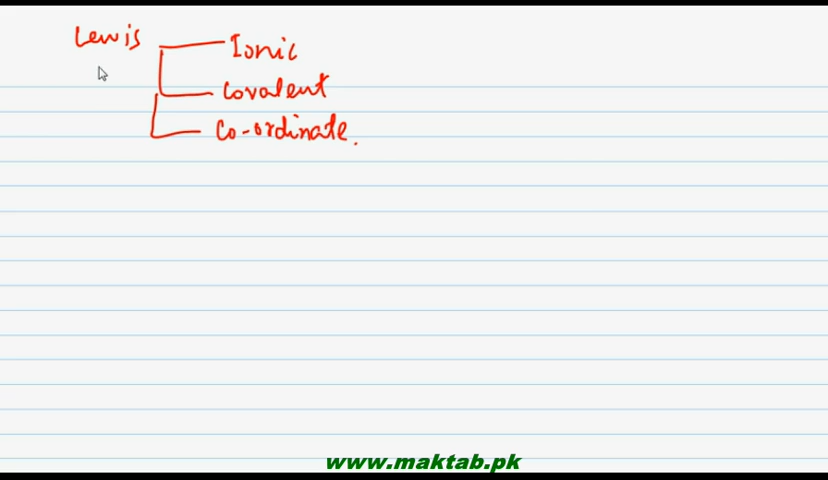 Lewis
Ionic
Covalent
Co-ordinate.
www.maktab.pk